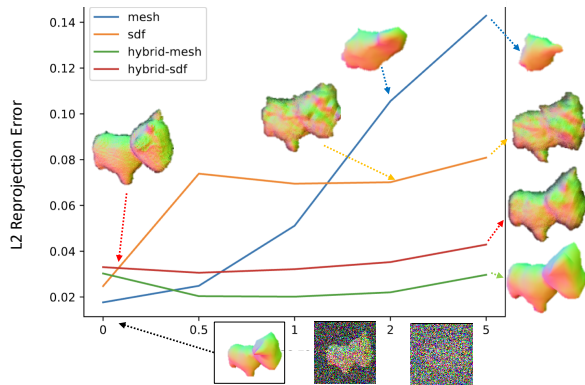 0.14
0.12
0.10
0.08
0.06
0.04
0.02
L2 Reprojection Error
mesh
sdf
hybrid-mesh
hybrid-sdf
0 0.5 1 2 5